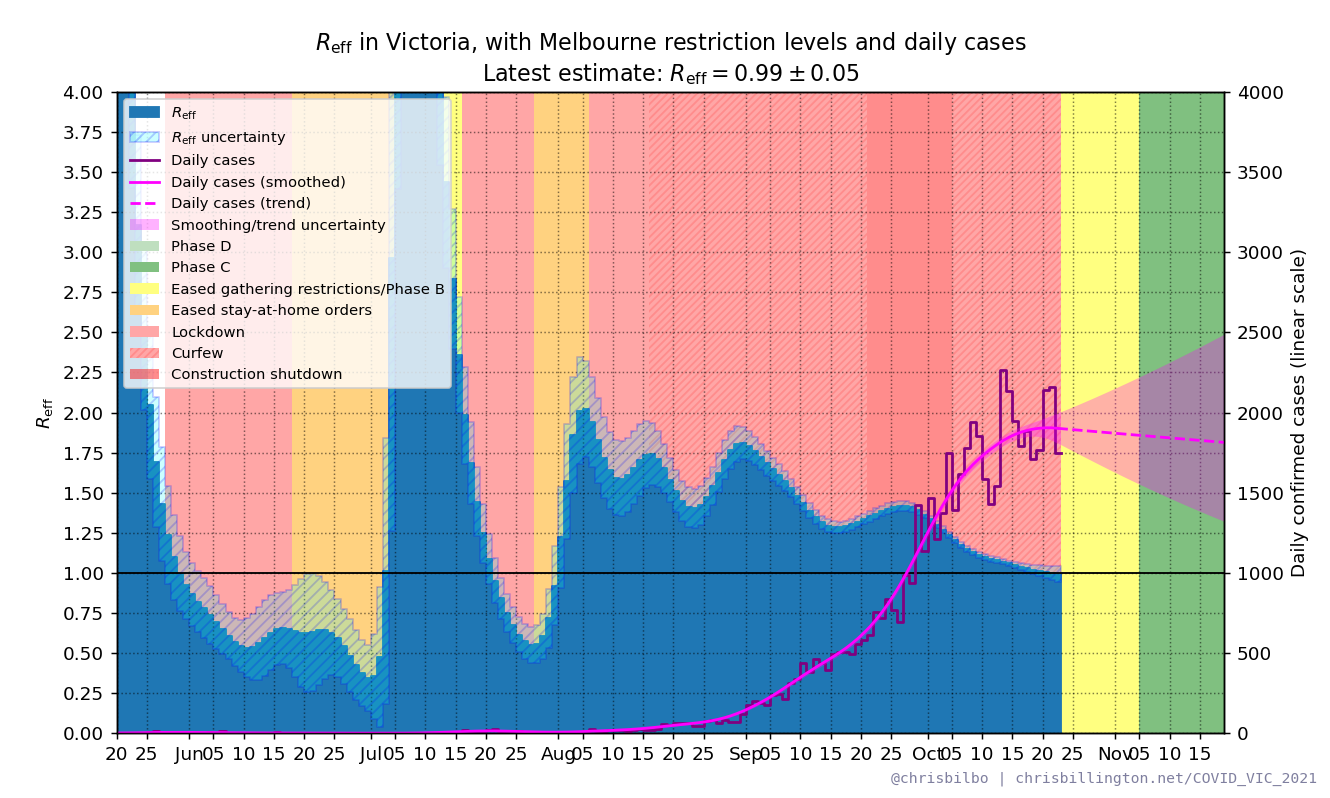 Reff in Victoria, with Melbourne restriction levels and daily cases
Latest estimate: Reff = 0.99 ± 0.05
4.00
3.75
3.50
3.25
3.00
2.75
2.50
2.25
2.00
1.75
1.50
1.25
1.00
0.75
0.50
0.25
0.00
Reff
Reff
Reff uncertainty
Daily cases
Daily cases (smoothed)
Daily cases (trend)
Smoothing/trend uncertainty
Phase D
Phase C
Eased gathering restrictions/Phase B
Eased stay-at-home orders
Lockdown
Curfew
Construction shutdown
4000
3500
3000
2500
2000
1500
1000
500
0
Daily confirmed cases (linear scale)
20 25 Jun 05 10 15 20 25 Jul 05 10 15 20 25 Aug 05 10 15 20 25 Sep 05 10 15 20 25 Oct 05 10 15 20 25 Nov 05 10 15
@chrisbilbo | chrisbillington.net/COVID_VIC_2021